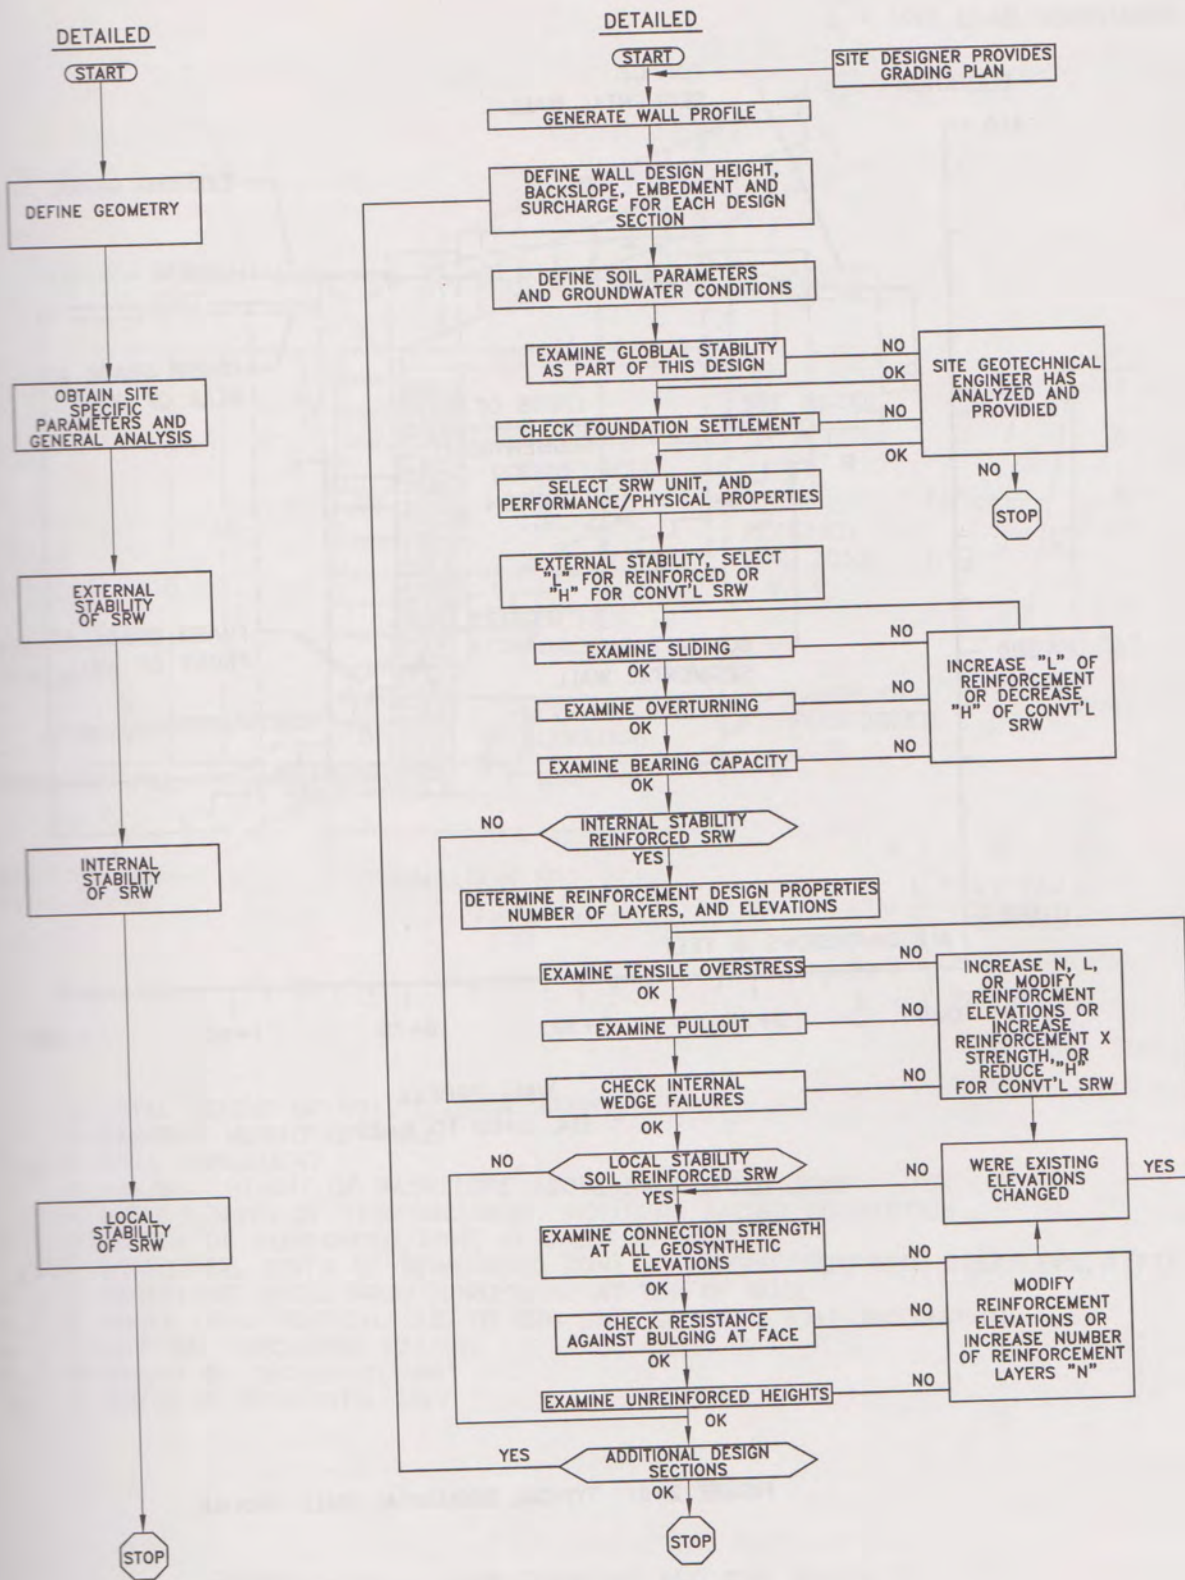 DETAILED
START
DEFINE GEOMETRY
OBTAIN SITE
SPECIFIC
PARAMETERS AND
GENERAL ANALYSIS
EXTERNAL
STABILITY
OF SRW
INTERNAL
STABILITY
OF SRW
LOCAL
STABILITY
OF SRW
STOP
DETAILED
START
SITE DESIGNER PROVIDES
GRADING PLAN
GENERATE WALL PROFILE
DEFINE WALL DESIGN HEIGHT,
BACKSLOPE, EMBEDMENT AND
SURCHARGE FOR EACH DESIGN
SECTION
DEFINE SOIL PARAMETERS
AND GROUNDWATER CONDITIONS
EXAMINE GLOBLAL STABILITY
AS PART OF THIS DESIGN
NO
OK
SITE GEOTECHNICAL
ENGINEER HAS
ANALYZED AND
PROVIDIED
CHECK FOUNDATION SETTLEMENT
NO
OK
NO
STOP
SELECT SRW UNIT, AND
PERFORMANCE/PHYSICAL PROPERTIES
EXTERNAL STABILITY, SELECT
"L" FOR REINFORCED OR
"H" FOR CONVT'L SRW
EXAMINE SLIDING
NO
OK
EXAMINE OVERTURNING
NO
OK
EXAMINE BEARING CAPACITY
NO
OK
INCREASE "L" OF
REINFORCEMENT
OR DECREASE
"H" OF CONVT'L
SRW
NO
INTERNAL STABILITY
REINFORCED SRW
YES
DETERMINE REINFORCEMENT DESIGN PROPERTIES
NUMBER OF LAYERS, AND ELEVATIONS
EXAMINE TENSILE OVERSTRESS
NO
OK
EXAMINE PULLOUT
NO
CHECK INTERNAL
WEDGE FAILURES
NO
OK
INCREASE N, L,
OR MODIFY
REINFORCMENT
ELEVATIONS OR
INCREASE
REINFORCEMENT X
STRENGTH, OR
REDUCE "H"
FOR CONVT'L SRW
NO
LOCAL STABILITY
SOIL REINFORCED SRW
YES
NO
WERE EXISTING
ELEVATIONS
CHANGED
YES
EXAMINE CONNECTION STRENGTH
AT ALL GEOSYNTHETIC
ELEVATIONS
NO
OK
CHECK RESISTANCE
AGAINST BULGING AT FACE
NO
OK
EXAMINE UNREINFORCED HEIGHTS
NO
OK
MODIFY
REINFORCEMENT
ELEVATIONS OR
INCREASE NUMBER
OF REINFORCEMENT
LAYERS "N"
YES
ADDITIONAL DESIGN
SECTIONS
OK
STOP